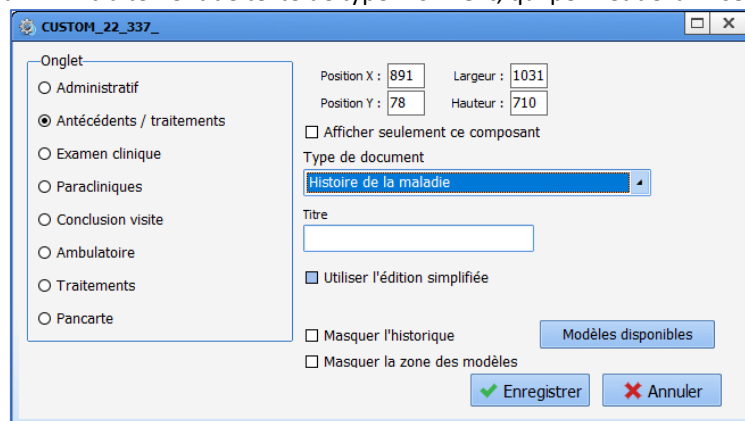 CUSTOM_22_337_
Onglet
Administratif
Antécédents / traitements
Examen clinique
Paracliniques
Conclusion visite
Ambulatoire
Traitements
Pancarte
Position X : 891 Largeur : 1031
Position Y : 78 Hauteur : 710
Afficher seulement ce composant
Type de document
Histoire de la maladie
Titre
Utiliser l'édition simplifiée
Masquer l'historique
Modèles disponibles
Masquer la zone des modèles
Enregistrer
Annuler